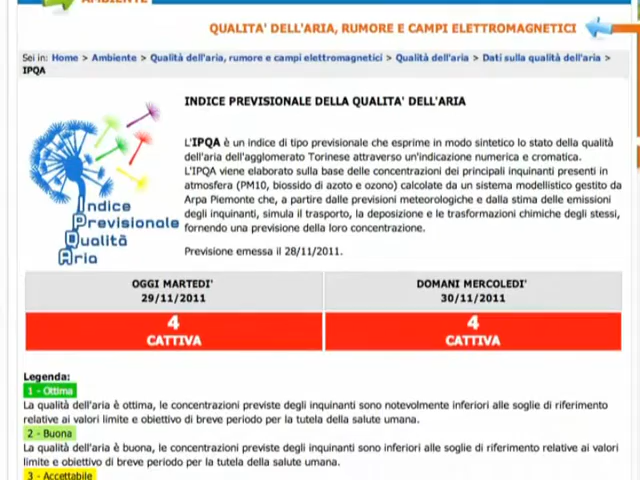 AMBIENTE
QUALITA' DELL'ARIA, RUMORE E CAMPI ELETTROMAGNETICI
Sei in: Home > Ambiente > Qualità dell'aria, rumore e campi elettromagnetici > Qualità dell'aria > Dati sulla qualità dell'aria >
IPQA
INDICE PREVISIONALE DELLA QUALITA' DELL'ARIA
L'IPQA è un indice di tipo previsionale che esprime in modo sintetico lo stato della qualità
dell'aria dell'agglomerato Torinese attraverso un'indicazione numerica e cromatica.
L'IPQA viene elaborato sulla base delle concentrazioni dei principali inquinanti presenti in
atmosfera (PM10, biossido di azoto e ozono) calcolate da un sistema modellistico gestito da
Arpa Piemonte che, a partire dalle previsioni meteorologiche e dalla stima delle emissioni
degli inquinanti, simula il trasporto, la deposizione e le trasformazioni chimiche degli stessi,
fornendo una previsione della loro concentrazione.
Previsione emessa il 28/11/2011.
Indice
Previsionale
Qualità
Aria
OGGI MARTEDI'
29/11/2011
DOMANI MERCOLEDI'
30/11/2011
4
CATTIVA
4
CATTIVA
Legenda:
1 - Ottima
La qualità dell'aria è ottima, le concentrazioni previste degli inquinanti sono notevolmente inferiori alle soglie di riferimento
relative ai valori limite e obiettivo di breve periodo per la tutela della salute umana.
2 - Buona
La qualità dell'aria è buona, le concentrazioni previste degli inquinanti sono inferiori alle soglie di riferimento relative ai valori
limite e obiettivo di breve periodo per la tutela della salute umana.
3 - Accettabile